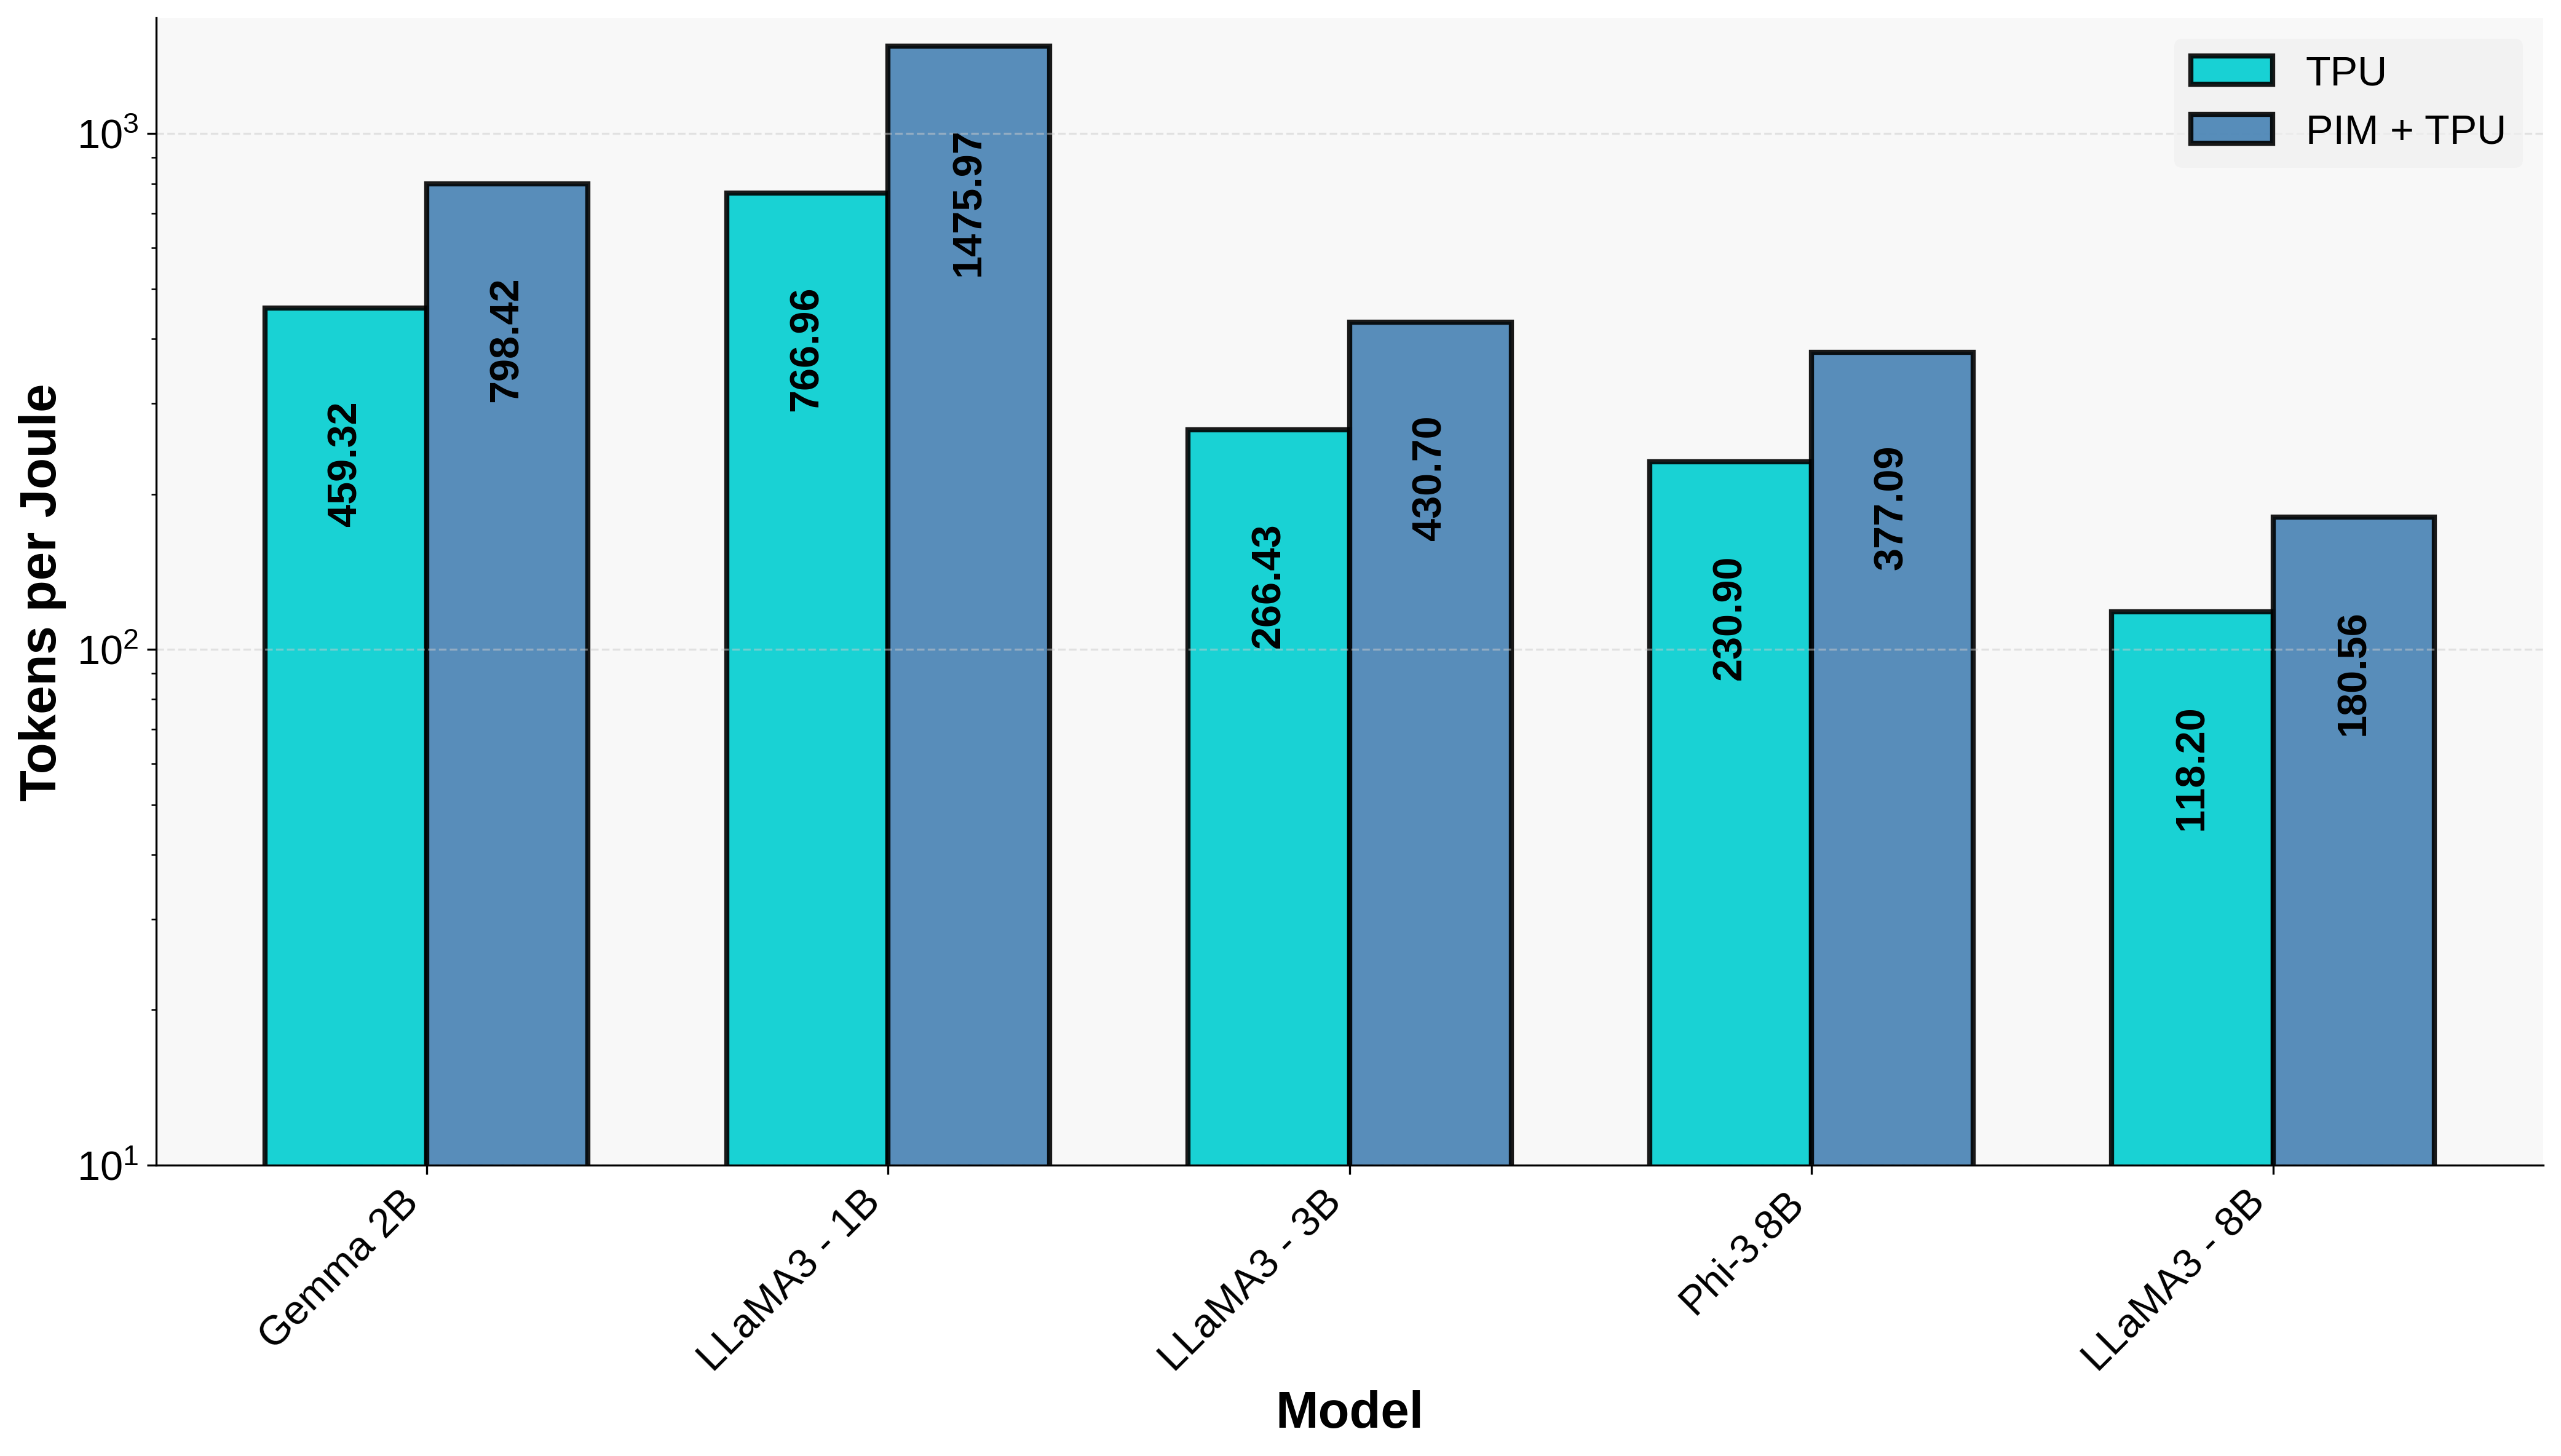 TPU
PIM + TPU
Tokens per Joule
10³
10²
10¹
459.32
798.42
766.96
1475.97
266.43
430.70
230.90
377.09
118.20
180.56
Gemma 2B
LLaMA3 - 1B
LLaMA3 - 3B
Phi-3.8B
LLaMA3 - 8B
Model